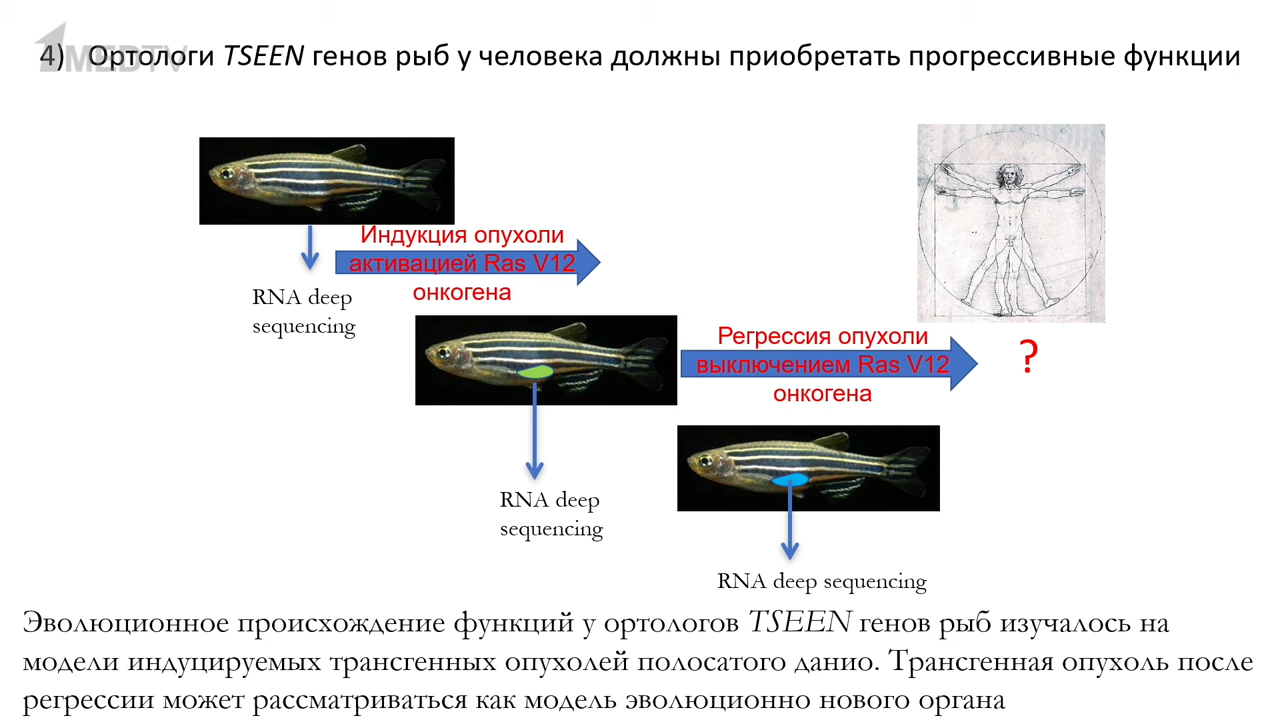 1MEDTV
4) Ортологи TSEEN генов рыб у человека должны приобретать прогрессивные функции
Индукция опухоли
активацией Ras V12
онкогена
RNA deep
sequencing
Регрессия опухоли
выключением Ras V12
онкогена
?
RNA deep
sequencing
RNA deep sequencing
Эволюционное происхождение функций у ортологов TSEEN генов рыб изучалось на
модели индуцируемых трансгенных опухолей полосатого данио. Трансгенная опухоль после
регрессии может рассматриваться как модель эволюционно нового органа